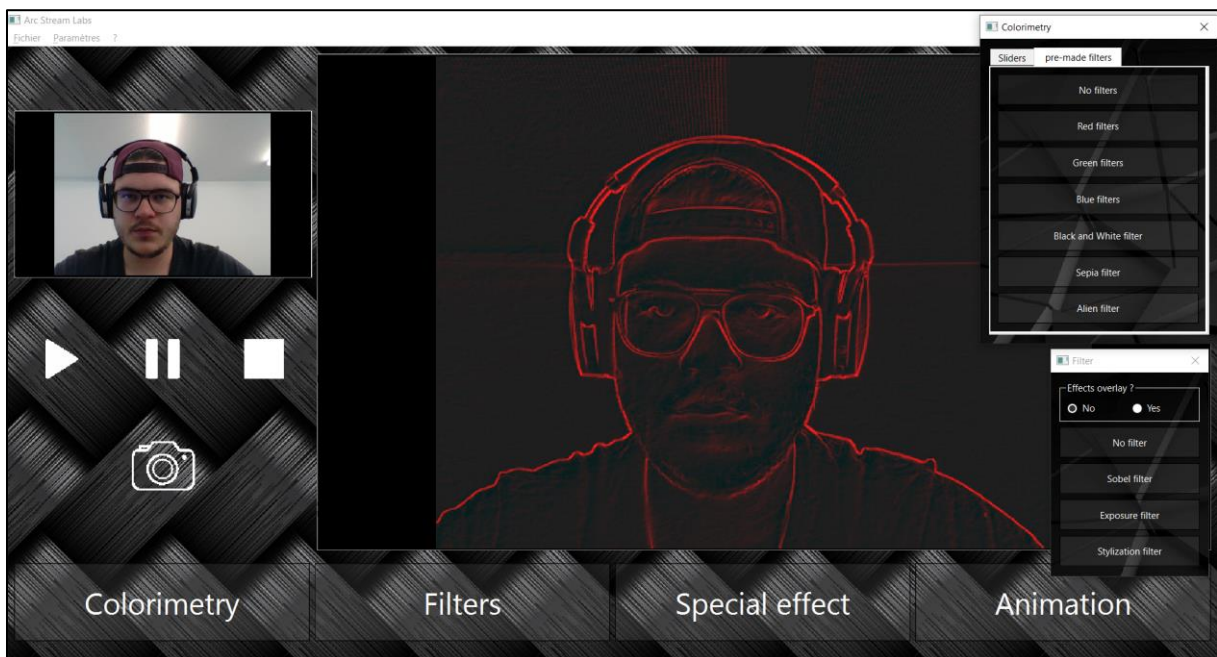 Arc Stream Labs
Fichier Paramètres ?
Colorimetry
Sliders pre-made filters
No filters
Red filters
Green filters
Blue filters
Black and White filter
Sepia filter
Alien filter
Filter
Effects overlay ?
No Yes
No filter
Sobel filter
Exposure filter
Stylization filter
Colorimetry Filters Special effect Animation